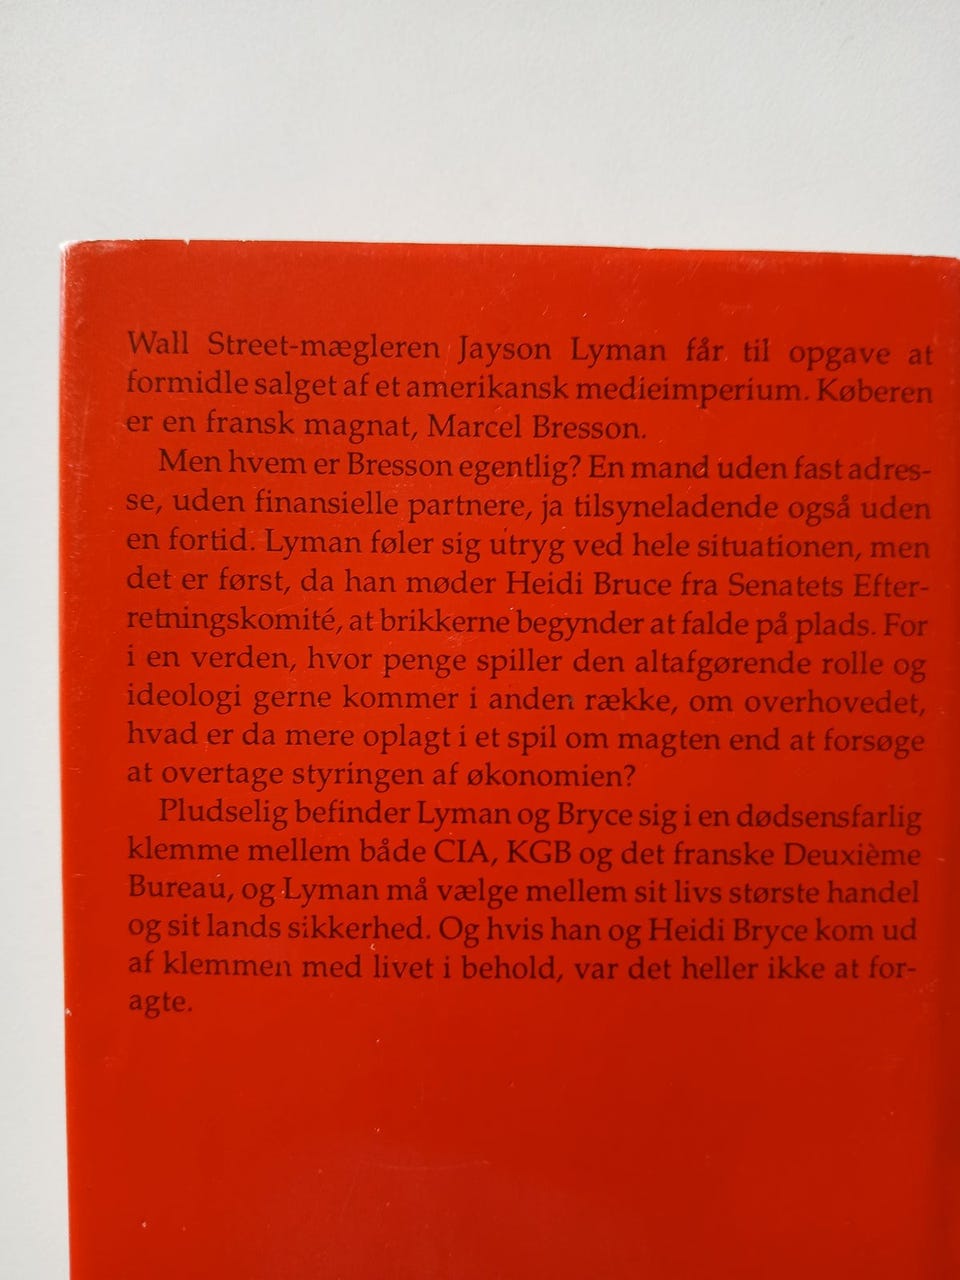 Wall Street-mægleren Jayson Lyman får til opgave at
formidle salget af et amerikansk medieimperium. Køberen
er en fransk magnat, Marcel Bresson.
Men hvem er Bresson egentlig? En mand uden fast adres-
se, uden finansielle partnere, ja tilsyneladende også uden
en fortid. Lyman føler sig utryg ved hele situationen, men
det er først, da han møder Heidi Bruce fra Senatets Efter-
retningskomité, at brikkerne begynder at falde på plads. For
i en verden, hvor penge spiller den altafgørende rolle og
ideologi gerne kommer i anden række, om overhovedet,
hvad er da mere oplagt i et spil om magten end at forsøge
at overtage styringen af økonomien?
Pludselig befinder Lyman og Bryce sig i en dødsensfarlig
klemme mellem både CIA, KGB og det franske Deuxième
Bureau, og Lyman må vælge mellem sit livs største handel
og sit lands sikkerhed. Og hvis han og Heidi Bryce kom ud
af klemmen med livet i behold, var det heller ikke at for-
agte.